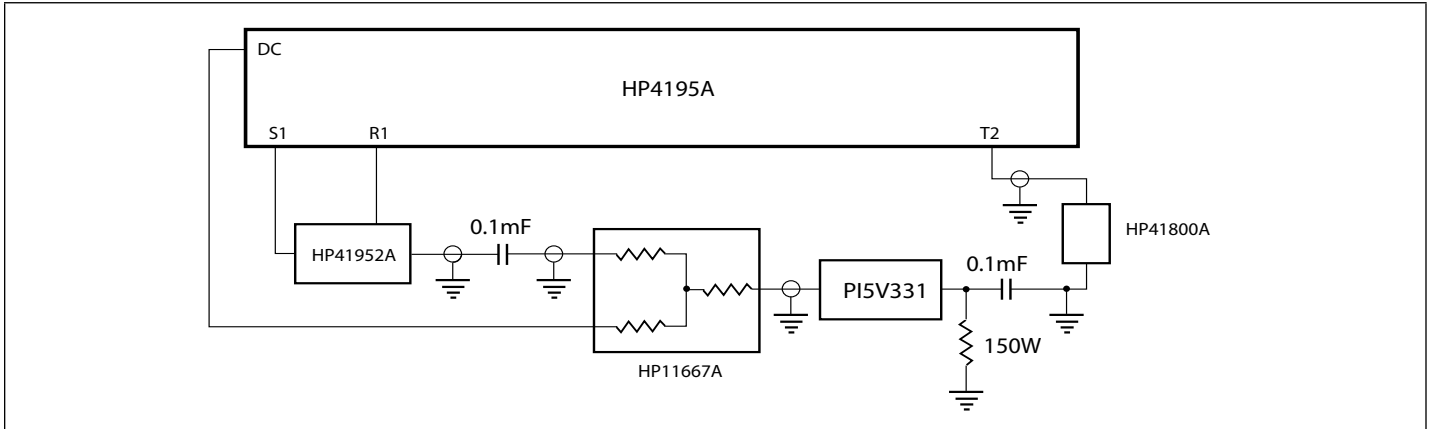 DC
HP4195A
S1
R1
T2
HP41952A
0.1mF
HP11667A
PI5V331
0.1mF
150W
HP41800A